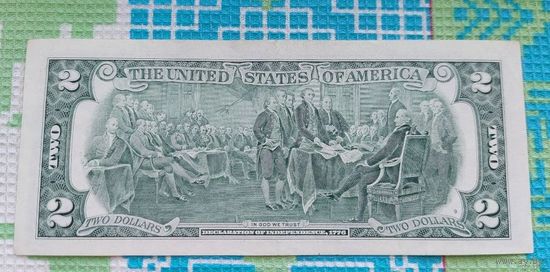 THE UNITED STATES OF AMERICA
2 2
TWO TWO
2 2
TWO DOLLARS TWO DOLLARS
IN GOD WE TRUST
DECLARATION OF INDEPENDENCE, 1776